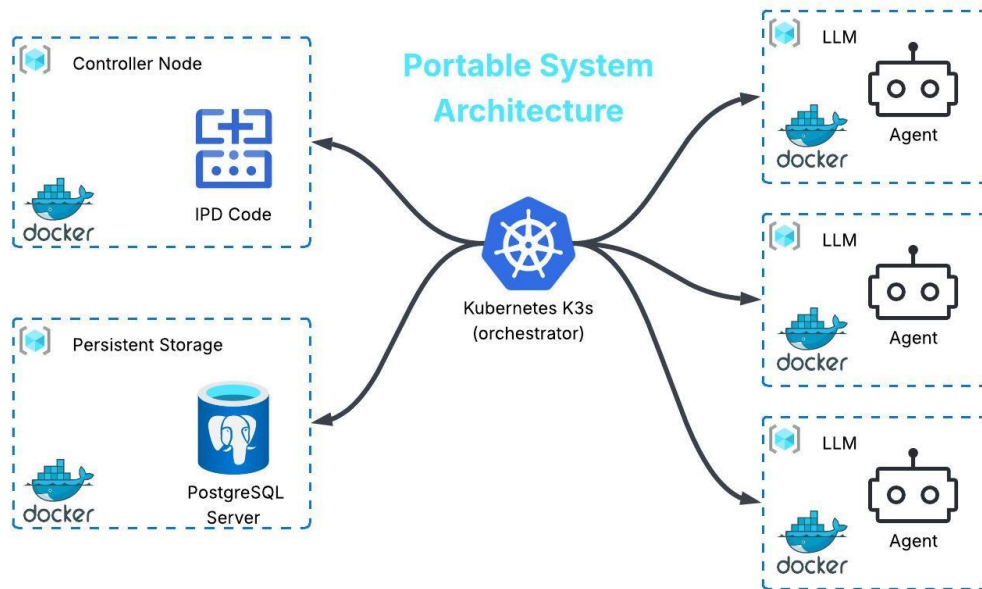 Portable System
Architecture
Controller Node
IPD Code
docker
Persistent Storage
PostgreSQL
Server
docker
Kubernetes K3s
(orchestrator)
LLM
Agent
docker
LLM
Agent
docker
LLM
Agent
docker